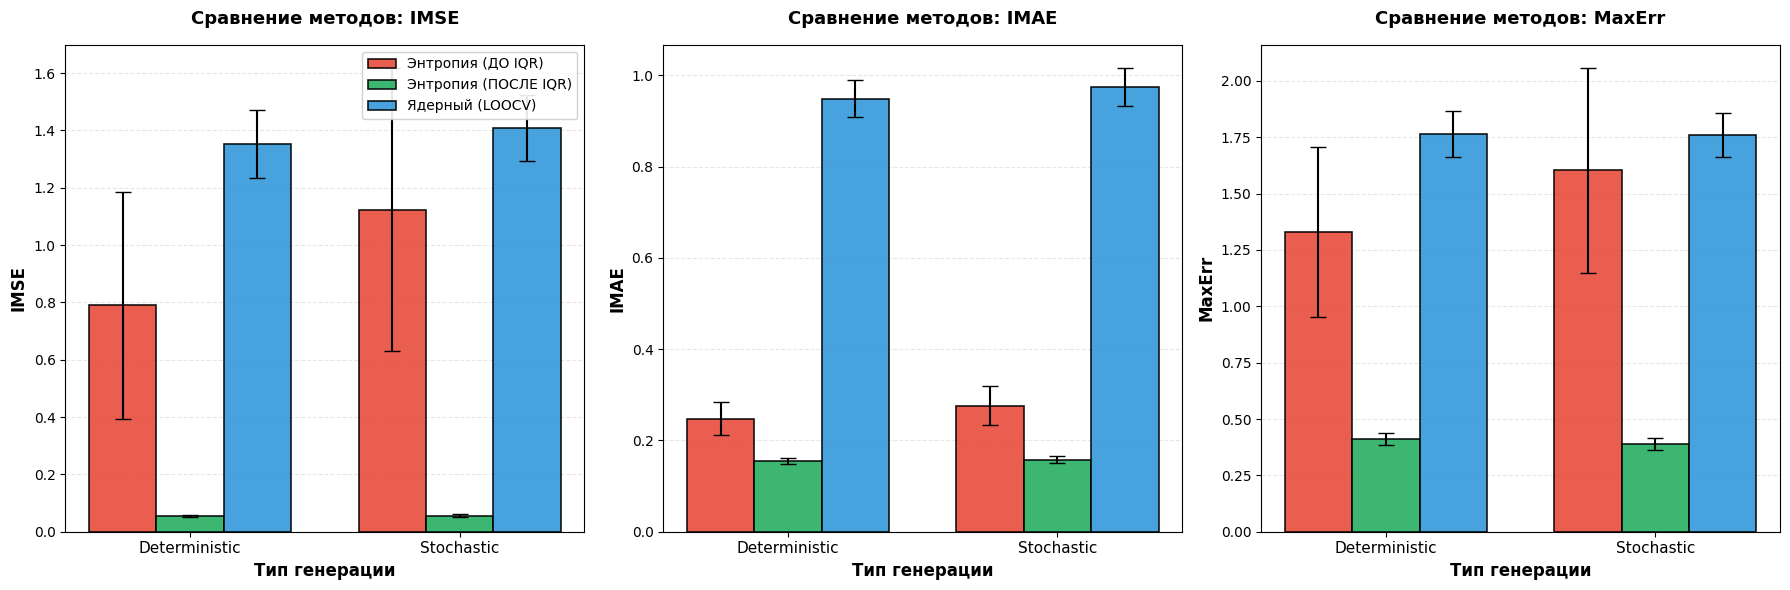 Сравнение методов: IMSE
IMSE
1.6
1.4
1.2
1.0
0.8
0.6
0.4
0.2
0.0
Энтропия (ДО IQR)
Энтропия (ПОСЛЕ IQR)
Ядерный (LOOCV)
Deterministic
Stochastic
Тип генерации
Сравнение методов: IMAE
IMAE
1.0
0.8
0.6
0.4
0.2
0.0
Deterministic
Stochastic
Тип генерации
Сравнение методов: MaxErr
MaxErr
2.00
1.75
1.50
1.25
1.00
0.75
0.50
0.25
0.00
Deterministic
Stochastic
Тип генерации